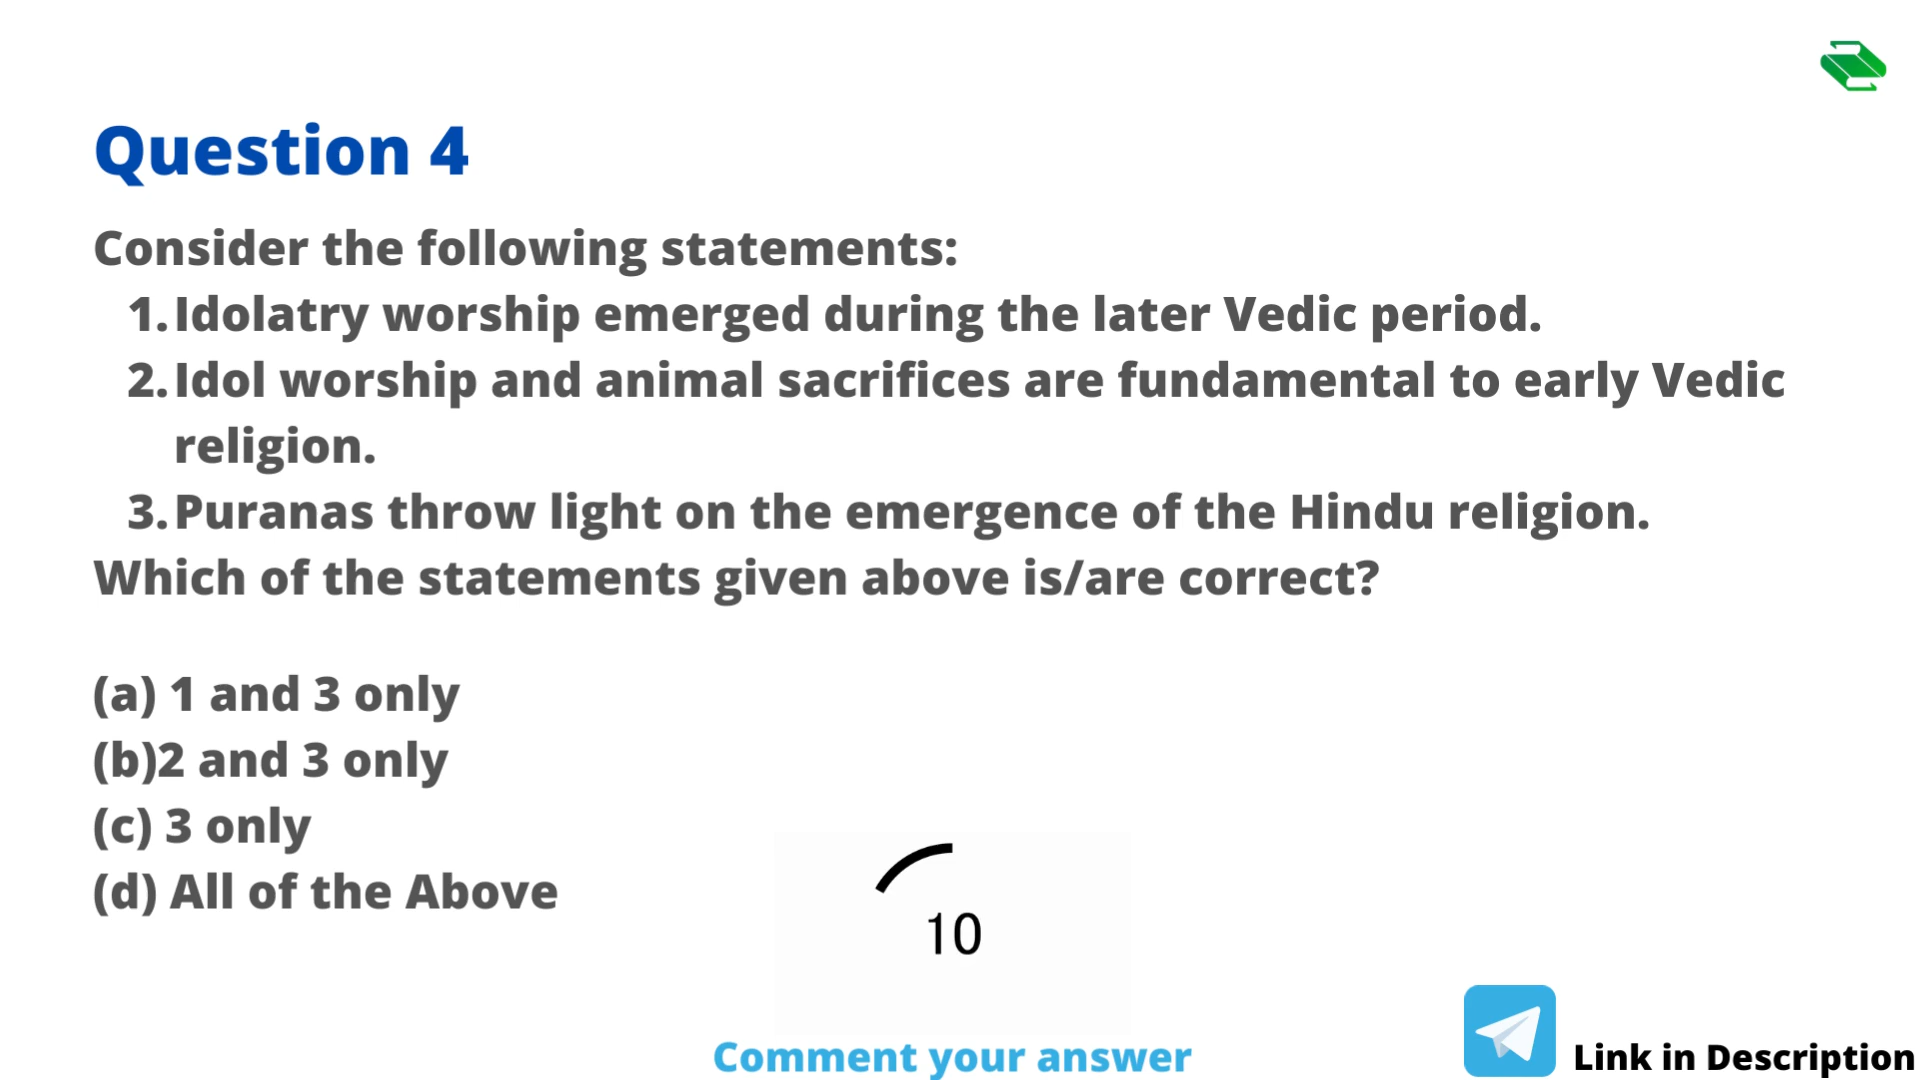 Question 4
Consider the following statements:
1. Idolatry worship emerged during the later Vedic period.
2. Idol worship and animal sacrifices are fundamental to early Vedic
religion.
3. Puranas throw light on the emergence of the Hindu religion.
Which of the statements given above is/are correct?
(a) 1 and 3 only
(b)2 and 3 only
(c) 3 only
(d) All of the Above
10
Comment your answer
Link in Description